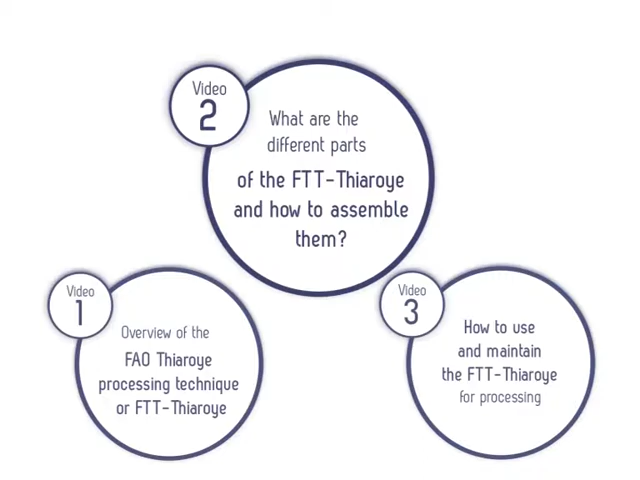 Video
2
What are the
different parts
of the FTT-Thiaroye
and how to assemble
them?
Video
1
Overview of the
FAO Thiaroye
processing technique
or FTT-Thiaroye
Video
3
How to use
and maintain
the FTT-Thiaroye
for processing